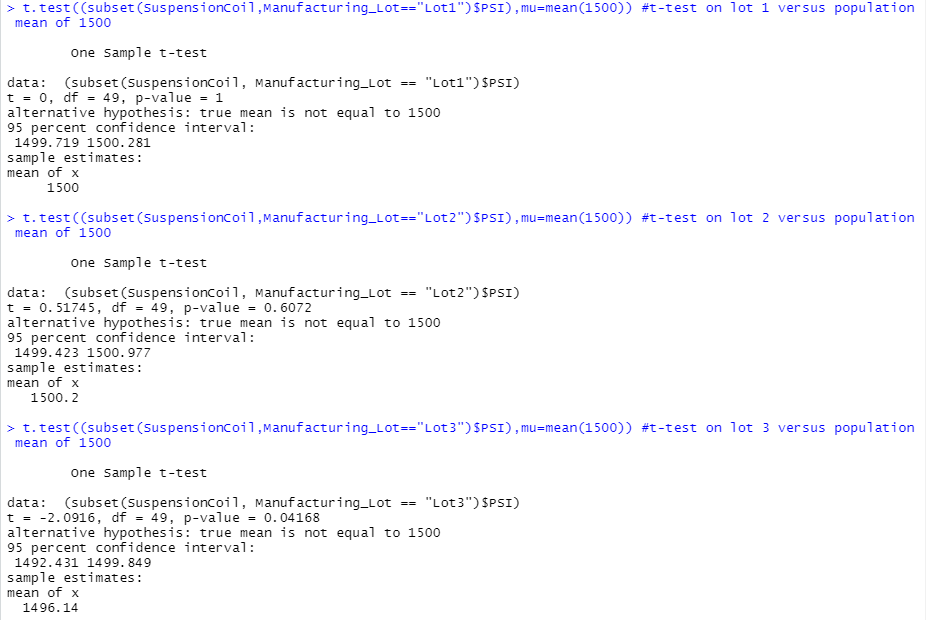 > t.test((subset(SuspensionCoil,Manufacturing_Lot=="Lot1")$PSI),mu=mean(1500)) #t-test on lot 1 versus population
mean of 1500
One Sample t-test
data:  (subset(SuspensionCoil, Manufacturing_Lot == "Lot1")$PSI)
t = 0, df = 49, p-value = 1
alternative hypothesis: true mean is not equal to 1500
95 percent confidence interval:
1499.719 1500.281
sample estimates:
mean of x
1500
> t.test((subset(SuspensionCoil,Manufacturing_Lot=="Lot2")$PSI),mu=mean(1500)) #t-test on lot 2 versus population
mean of 1500
One Sample t-test
data:  (subset(SuspensionCoil, Manufacturing_Lot == "Lot2")$PSI)
t = 0.51745, df = 49, p-value = 0.6072
alternative hypothesis: true mean is not equal to 1500
95 percent confidence interval:
1499.423 1500.977
sample estimates:
mean of x
1500.2
> t.test((subset(SuspensionCoil,Manufacturing_Lot=="Lot3")$PSI),mu=mean(1500)) #t-test on lot 3 versus population
mean of 1500
One Sample t-test
data:  (subset(SuspensionCoil, Manufacturing_Lot == "Lot3")$PSI)
t = -2.0916, df = 49, p-value = 0.04168
alternative hypothesis: true mean is not equal to 1500
95 percent confidence interval:
1492.431 1499.849
sample estimates:
mean of x
1496.14